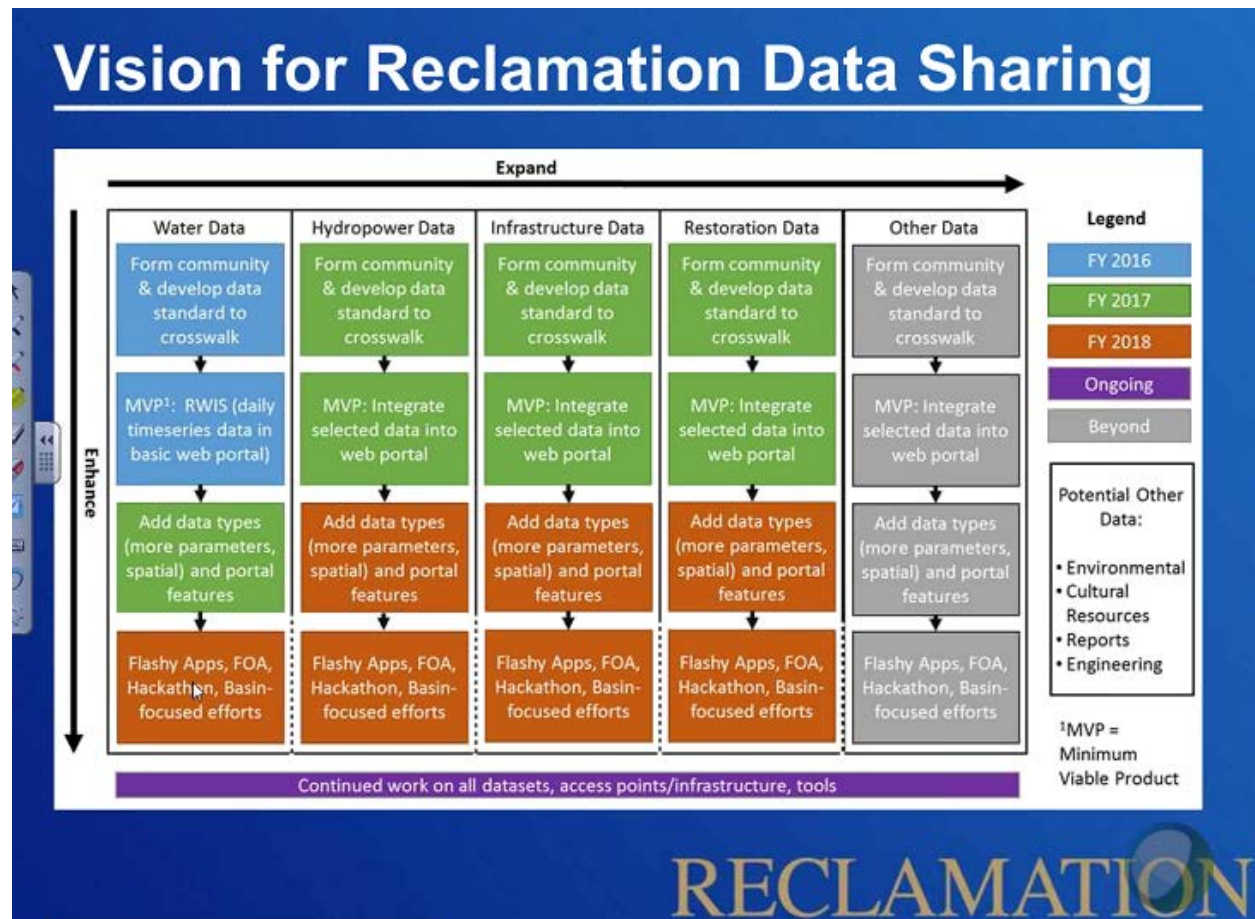 Vision for Reclamation Data Sharing
Expand
Enhance
Water Data
Form community
& develop data
standard to
crosswalk
MVP¹: RWIS (daily
timeseries data in
basic web portal)
Add data types
(more parameters,
spatial) and portal
features
Flashy Apps, FOA,
Hackathon, Basin-
focused efforts
Hydropower Data
Form community
& develop data
standard to
crosswalk
MVP: Integrate
selected data into
web portal
Add data types
(more parameters,
spatial) and portal
features
Flashy Apps, FOA,
Hackathon, Basin-
focused efforts
Infrastructure Data
Form community
& develop data
standard to
crosswalk
MVP: Integrate
selected data into
web portal
Add data types
(more parameters,
spatial) and portal
features
Flashy Apps, FOA,
Hackathon, Basin-
focused efforts
Restoration Data
Form community
& develop data
standard to
crosswalk
MVP: Integrate
selected data into
web portal
Add data types
(more parameters,
spatial) and portal
features
Flashy Apps, FOA,
Hackathon, Basin-
focused efforts
Other Data
Form community
& develop data
standard to
crosswalk
MVP: Integrate
selected data into
web portal
Add data types
(more parameters,
spatial) and portal
features
Flashy Apps, FOA,
Hackathon, Basin-
focused efforts
Continued work on all datasets, access points/infrastructure, tools
Legend
FY 2016
FY 2017
FY 2018
Ongoing
Beyond
Potential Other
Data:
• Environmental
• Cultural
Resources
• Reports
• Engineering
¹MVP =
Minimum
Viable Product
RECLAMATION